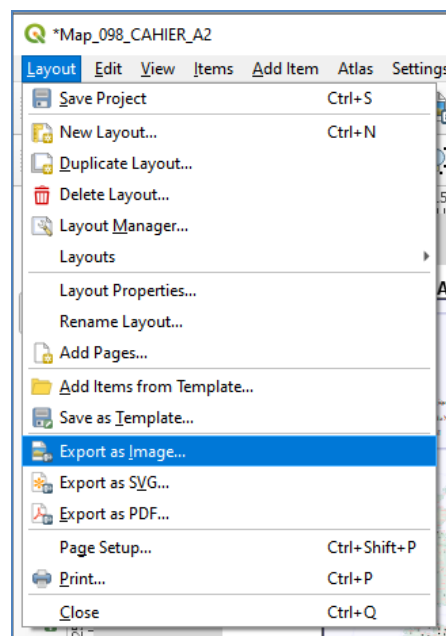 *Map_098_CAHIER_A2
Layout Edit View Items Add Item Atlas Settings
Save Project Ctrl+S
New Layout... Ctrl+N
Duplicate Layout...
Delete Layout...
Layout Manager...
Layouts
Layout Properties...
Rename Layout...
Add Pages...
Add Items from Template...
Save as Template...
Export as Image...
Export as SVG...
Export as PDF...
Page Setup... Ctrl+Shift+P
Print... Ctrl+P
Close Ctrl+Q